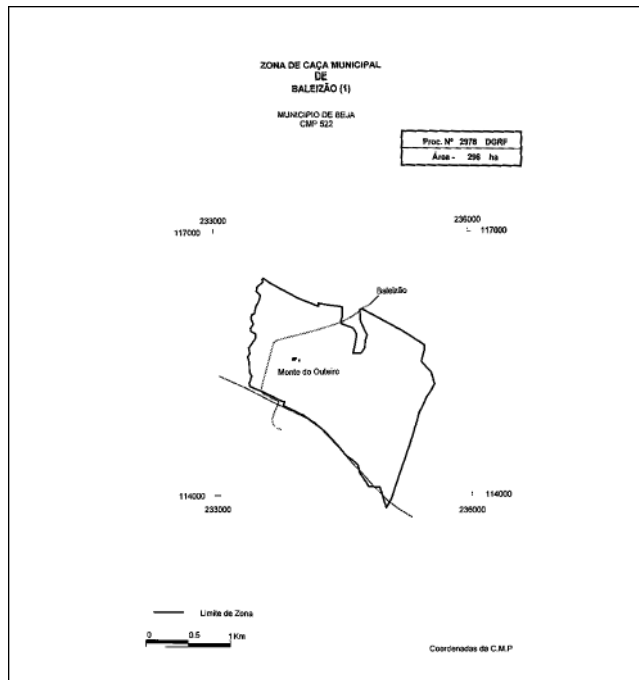 ZONA DE CAÇA MUNICIPAL
DE
BALEIZÃO (1)
MUNICIPIO DE BEJA
CMP 522
Proc. Nº 2978 DGRF
Área - 296 ha
233000
117000
236000
117000
Baleizão
Monte do Outeiro
114000
233000
114000
236000
Limite de Zona
0 0.5 1 Km
Coordenadas da C.M.P